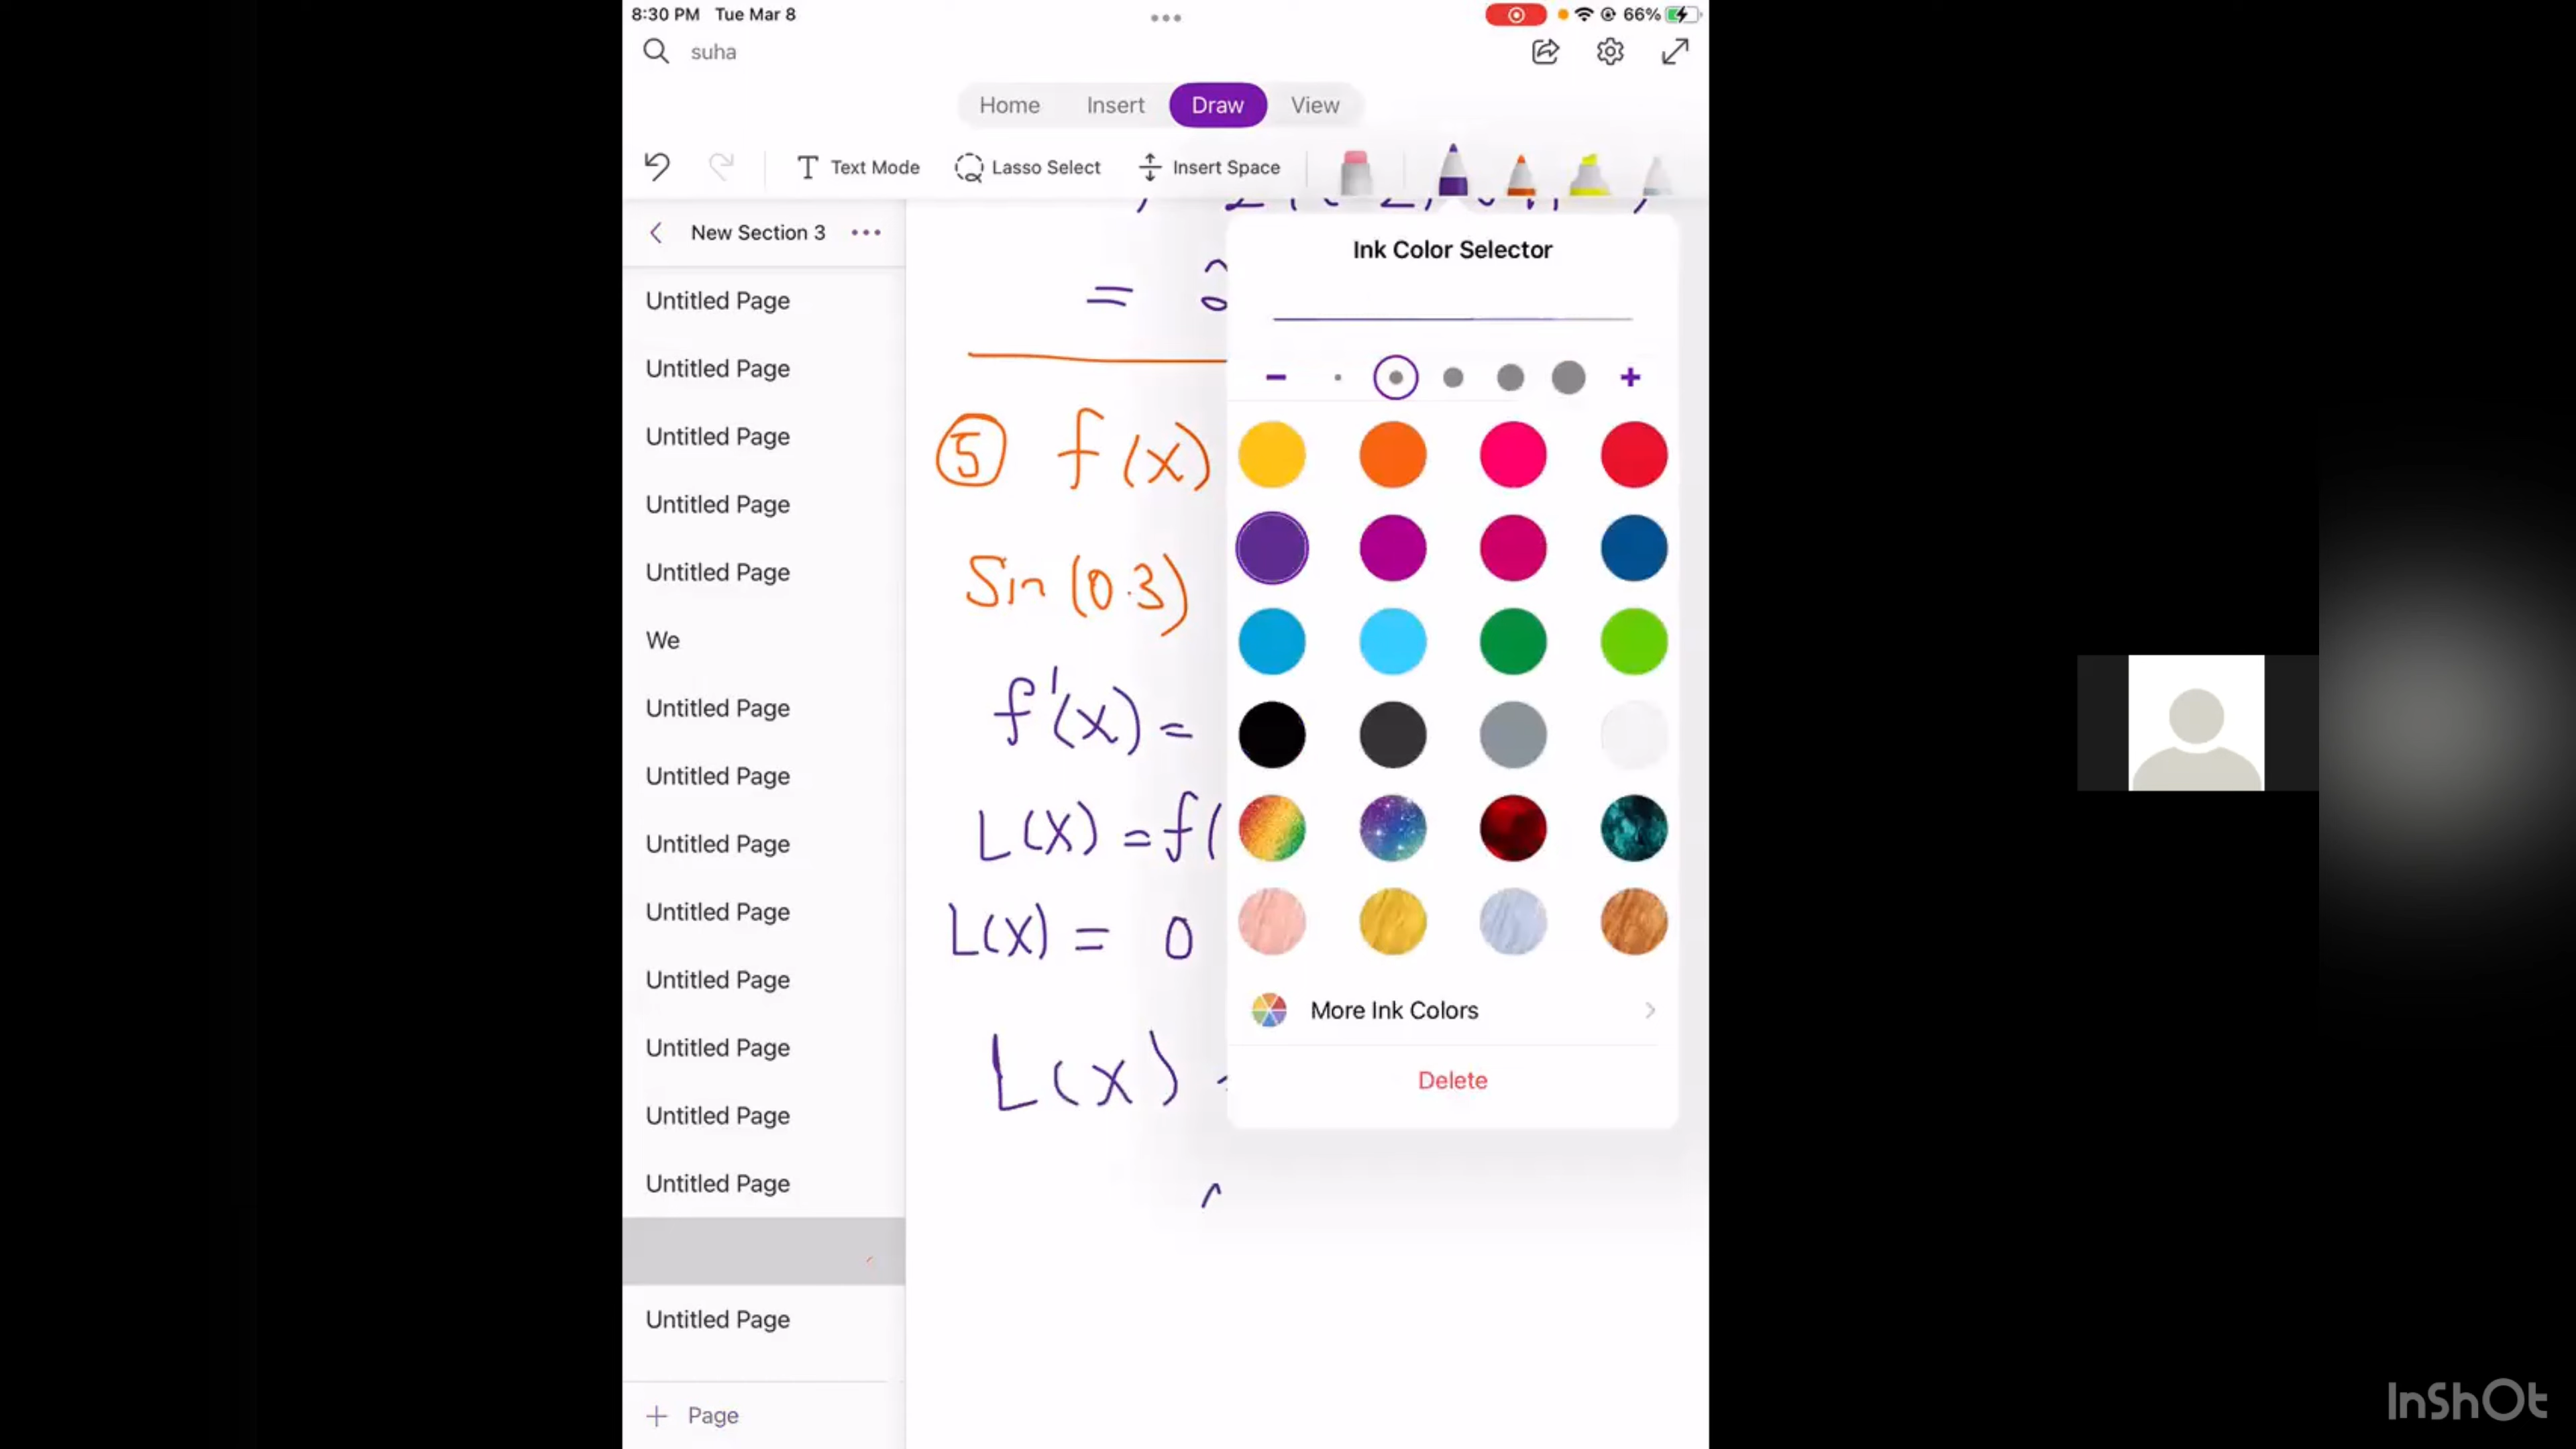 8:30 PM Tue Mar 8
66%
suha
Home Insert Draw View
Text Mode Lasso Select Insert Space
New Section 3
Untitled Page
Untitled Page
Untitled Page
Untitled Page
Untitled Page
We
Untitled Page
Untitled Page
Untitled Page
Untitled Page
Untitled Page
Untitled Page
Untitled Page
Untitled Page
Untitled Page
+ Page
=
5 f(x)
Sin (0.3)
f'(x) =
L(x) = f(
L(x) = 0
L(x)
Ink Color Selector
More Ink Colors
Delete
InShOt